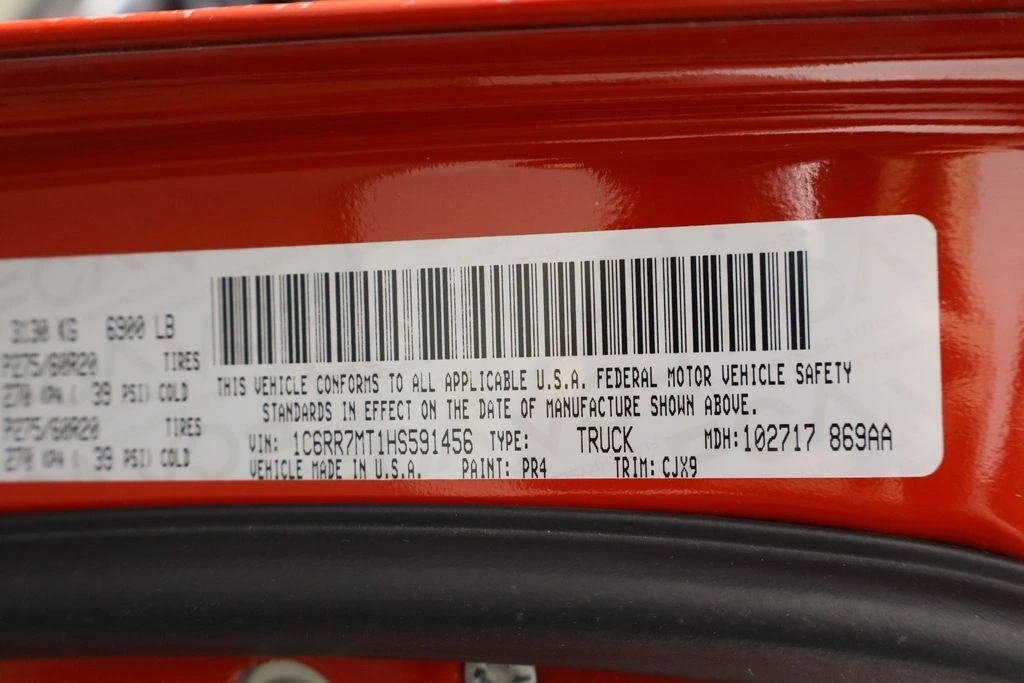 3130 KG 6900 LB
P275/60R20 TIRES
270 KPA ( 39 PSI) COLD
P275/60R20 TIRES
270 KPA ( 39 PSI) COLD
THIS VEHICLE CONFORMS TO ALL APPLICABLE U.S.A. FEDERAL MOTOR VEHICLE SAFETY
STANDARDS IN EFFECT ON THE DATE OF MANUFACTURE SHOWN ABOVE.
VIN: 1C6RR7MT1HS591456 TYPE: TRUCK MDH:102717 869AA
VEHICLE MADE IN U.S.A. PAINT: PR4 TRIM: CJX9